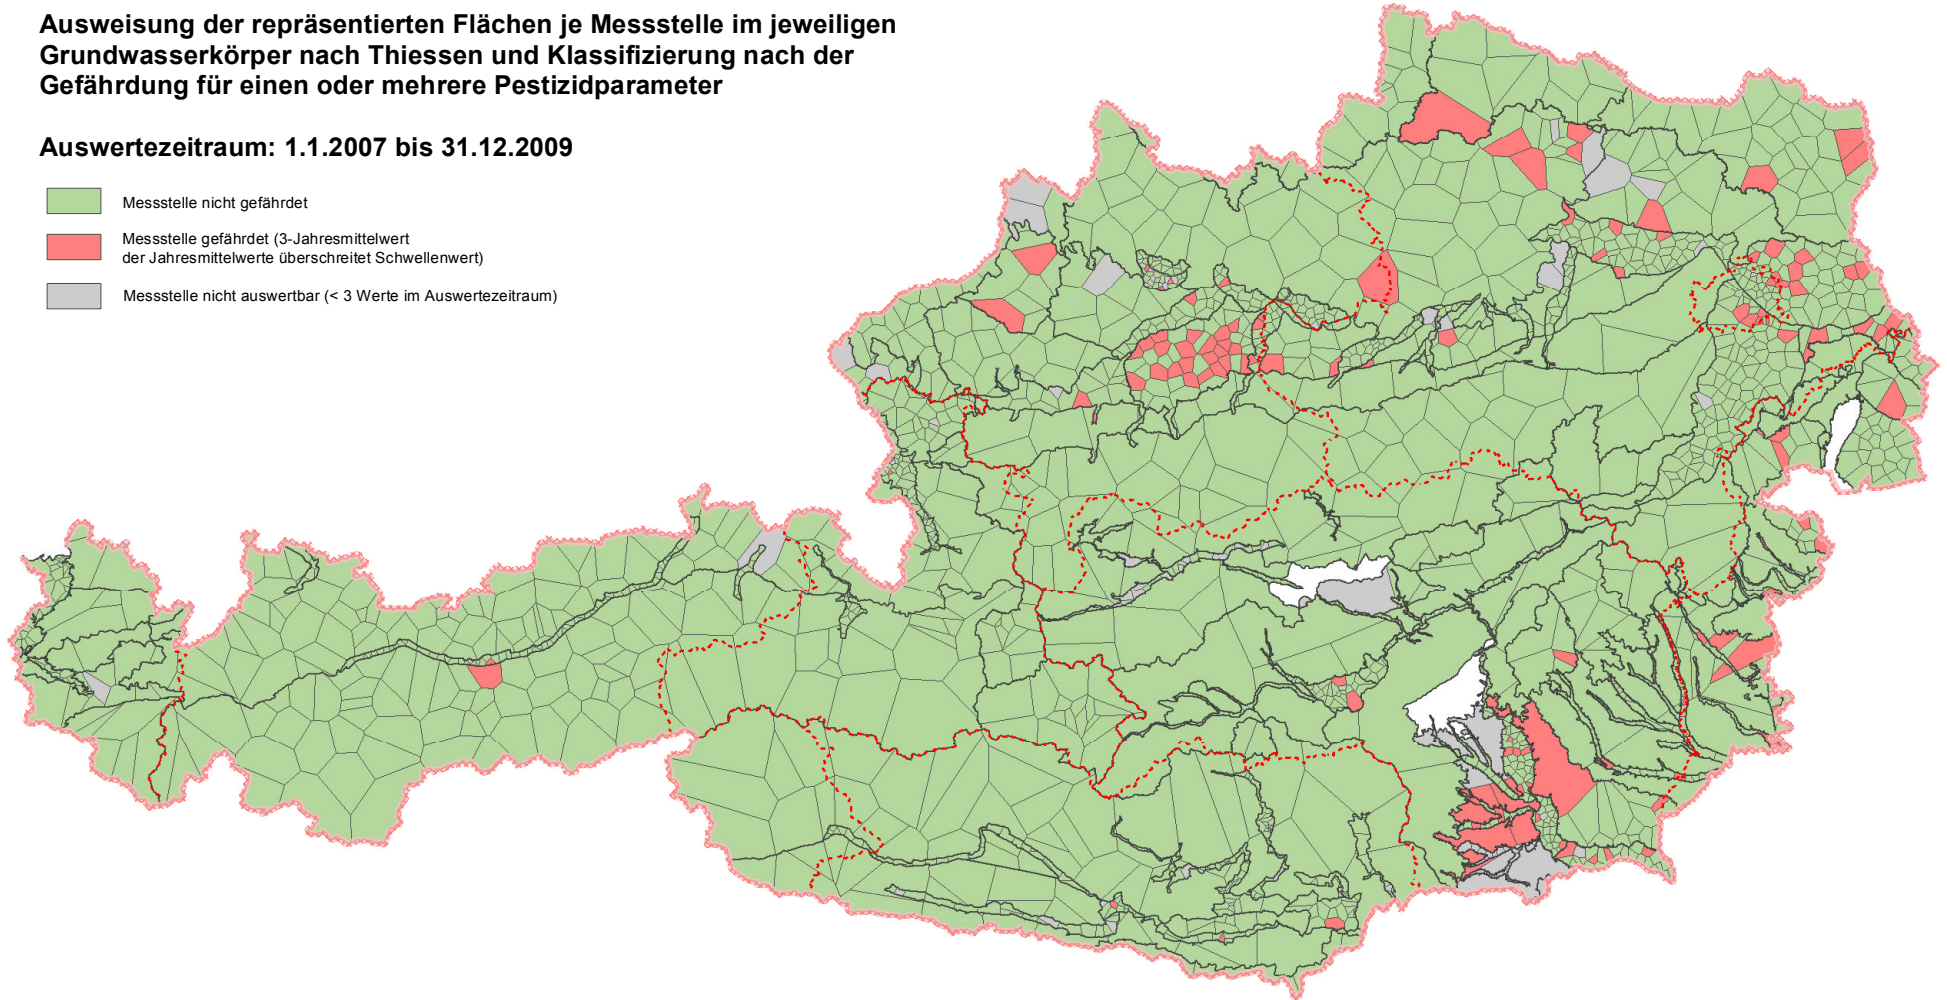 Ausweisung der repräsentierten Flächen je Messstelle im jeweiligen
Grundwasserkörper nach Thiessen und Klassifizierung nach der
Gefährdung für einen oder mehrere Pestizidparameter
Auswertezeitraum: 1.1.2007 bis 31.12.2009
Messstelle nicht gefährdet
Messstelle gefährdet (3-Jahresmittelwert
der Jahresmittelwerte überschreitet Schwellenwert)
Messstelle nicht auswertbar (< 3 Werte im Auswertezeitraum)